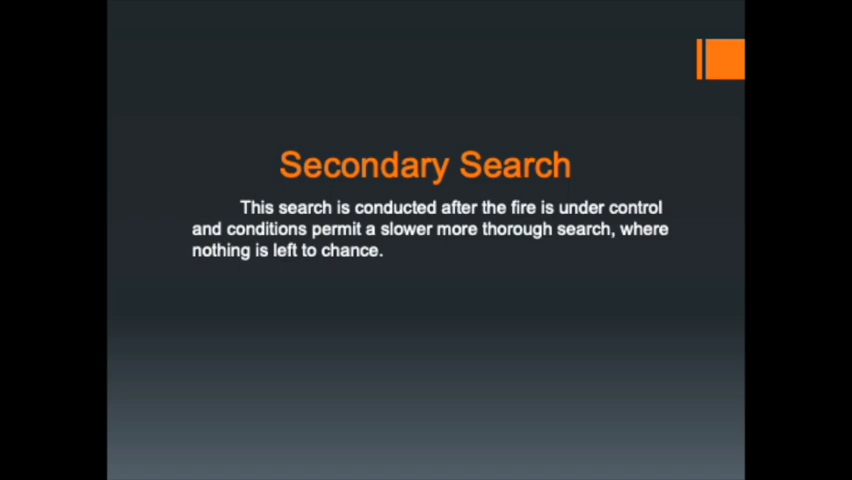 Secondary Search
This search is conducted after the fire is under control
and conditions permit a slower more thorough search, where
nothing is left to chance.